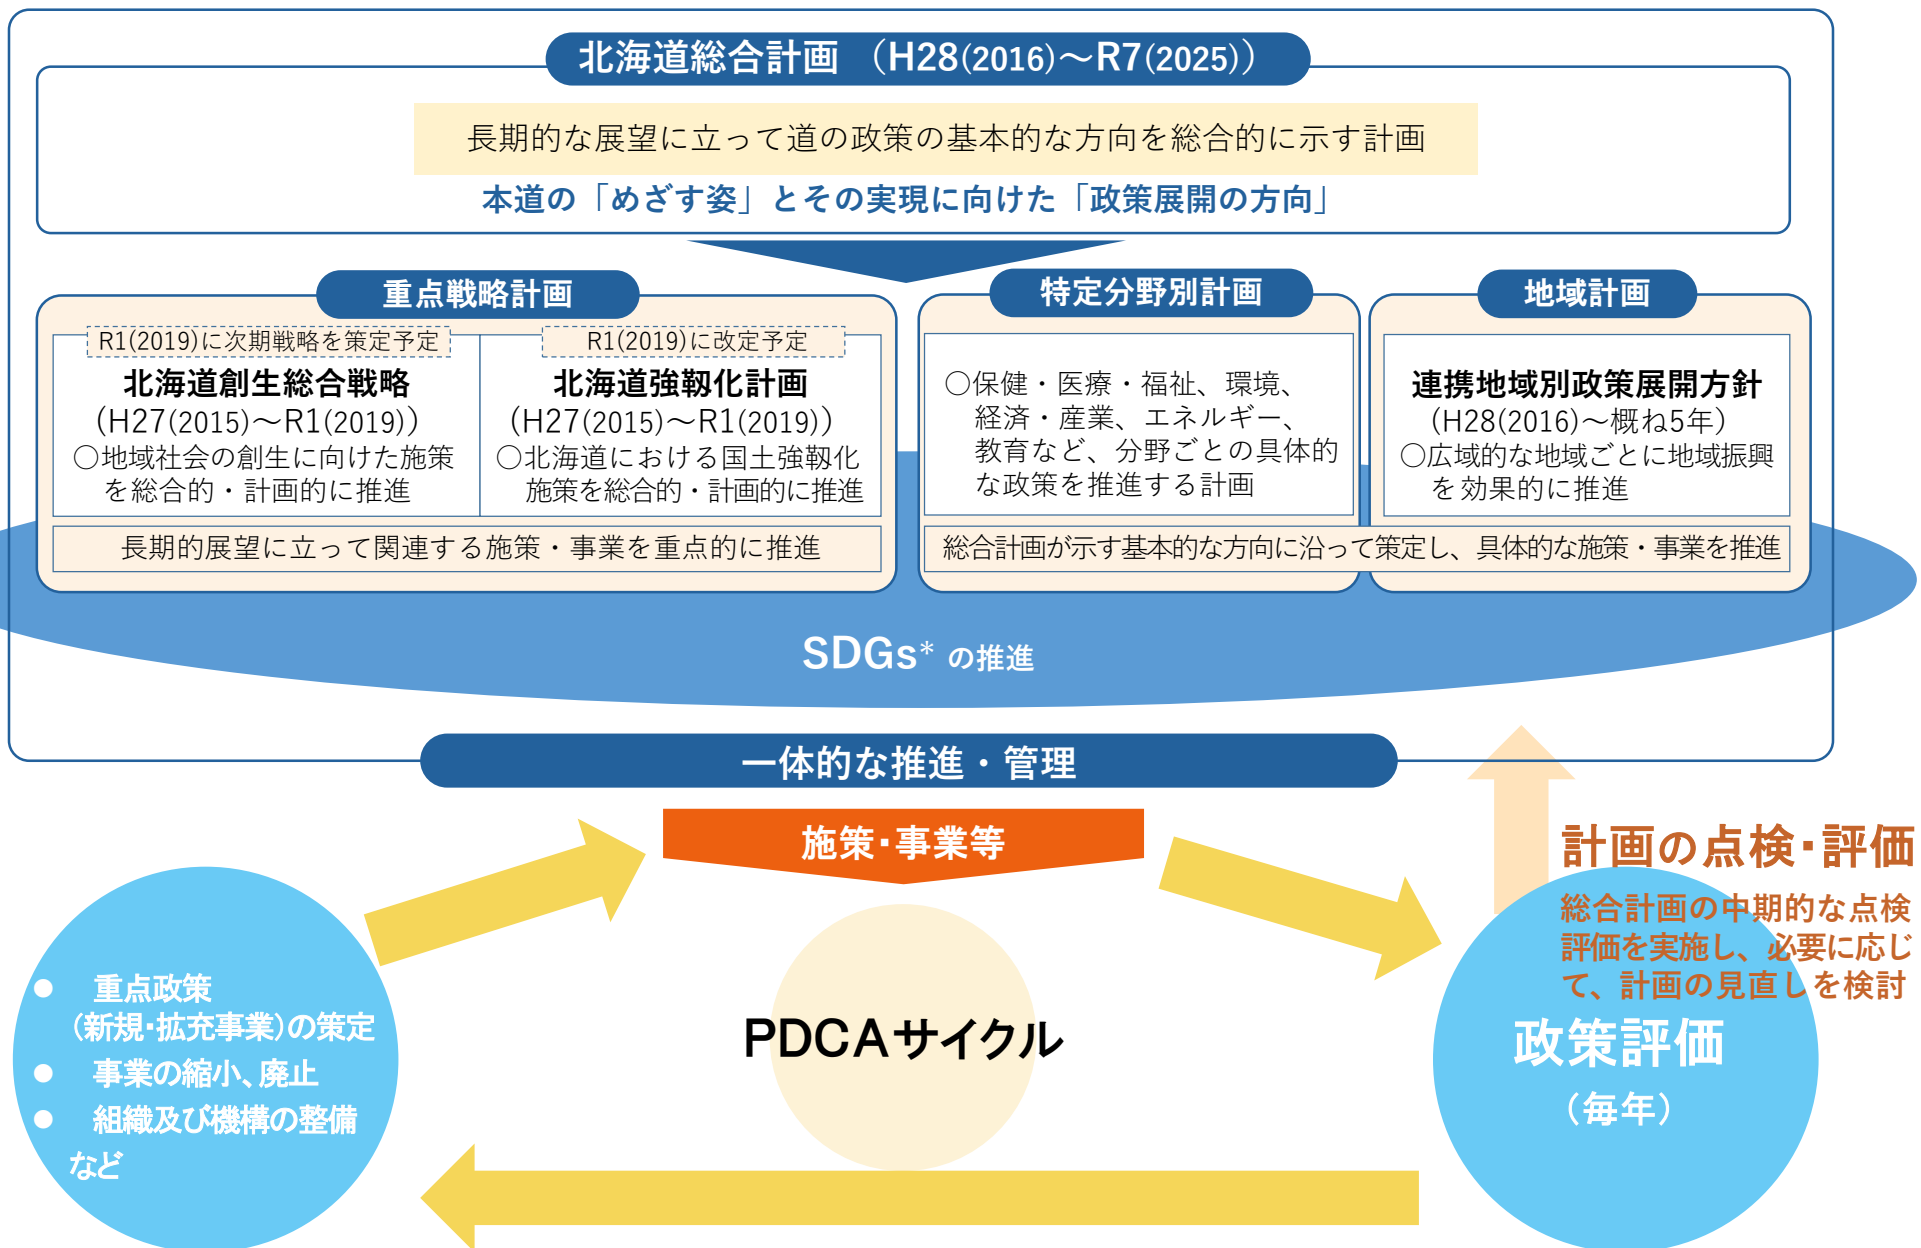 北海道総合計画 （H28(2016)～R7(2025)）
長期的な展望に立って道の政策の基本的な方向を総合的に示す計画
本道の「めざす姿」とその実現に向けた「政策展開の方向」
重点戦略計画
R1(2019)に次期戦略を策定予定
北海道創生総合戦略
（H27(2015)～R1(2019)）
○地域社会の創生に向けた施策
を総合的・計画的に推進
R1(2019)に改定予定
北海道強靱化計画
（H27(2015)～R1(2019)）
○北海道における国土強靱化
施策を総合的・計画的に推進
長期的展望に立って関連する施策・事業を重点的に推進
特定分野別計画
○保健・医療・福祉、環境、
経済・産業、エネルギー、
教育など、分野ごとの具体的
な政策を推進する計画
地域計画
連携地域別政策展開方針
（H28(2016)～概ね5年）
○広域的な地域ごとに地域振興
を効果的に推進
総合計画が示す基本的な方向に沿って策定し、具体的な施策・事業を推進
SDGs* の推進
一体的な推進・管理
施策・事業等
計画の点検・評価
総合計画の中期的な点検
評価を実施し、必要に応じ
て、計画の見直しを検討
政策評価
（毎年）
PDCAサイクル
● 重点政策
（新規・拡充事業）の策定
● 事業の縮小、廃止
● 組織及び機構の整備
など